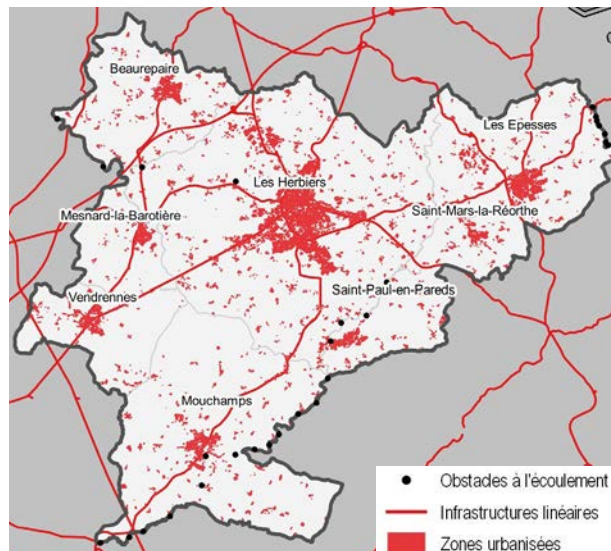 Beaurepaire
Les Epesses
Les Herbiers
Mesnard-la-Barotière
Saint-Mars-la-Réorthe
Vendrennes
Saint-Paul-en-Pareds
Mouchamps
Obstacles à l'écoulement
Infrastructures linéaires
Zones urbanisées